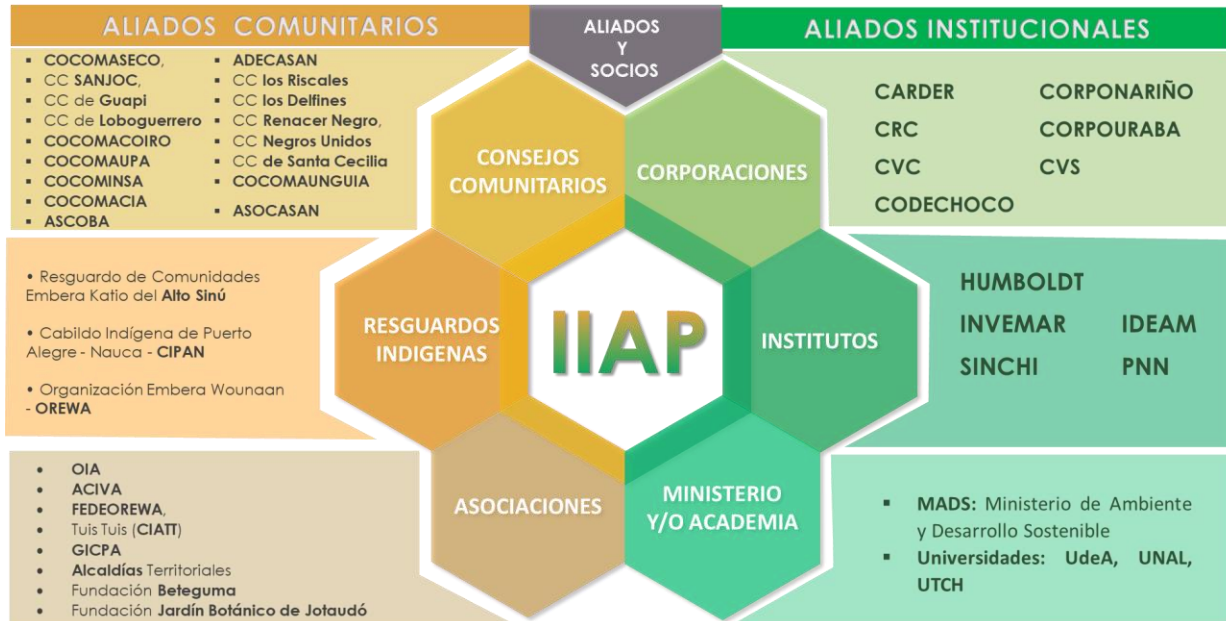 ALIADOS COMUNITARIOS
ALIADOS
Y
SOCIOS
ALIADOS INSTITUCIONALES
▪ COCOMASECO,
▪ CC SANJOC,
▪ CC de Guapi
▪ CC de Loboguerrero
▪ COCOMACOIRO
▪ COCOMAUPA
▪ COCOMINSA
▪ COCOMACIA
▪ ASCOBA
▪ ADECASAN
▪ CC los Riscales
▪ CC los Delfines
▪ CC Renacer Negro,
▪ CC Negros Unidos
▪ CC de Santa Cecilia
▪ COCOMAUNGUIA
▪ ASOCASAN
CONSEJOS
COMUNITARIOS
CORPORACIONES
CARDER
CRC
CVC
CODECHOCO
CORPONARIÑO
CORPOURABA
CVS
• Resguardo de Comunidades
Embera Katio del Alto Sinú
• Cabildo Indígena de Puerto
Alegre - Nauca - CIPAN
• Organización Embera Wounaan
- OREWA
RESGUARDOS
INDIGENAS
IIAP
INSTITUTOS
HUMBOLDT
INVEMAR IDEAM
SINCHI PNN
• OIA
• ACIVA
• FEDEOREWA,
• Tuis Tuis (CIATT)
• GICPA
• Alcaldías Territoriales
• Fundación Beteguma
• Fundación Jardín Botánico de Jotaudó
ASOCIACIONES
MINISTERIO
Y/O ACADEMIA
▪ MADS: Ministerio de Ambiente
y Desarrollo Sostenible
▪ Universidades: UdeA, UNAL,
UTCH